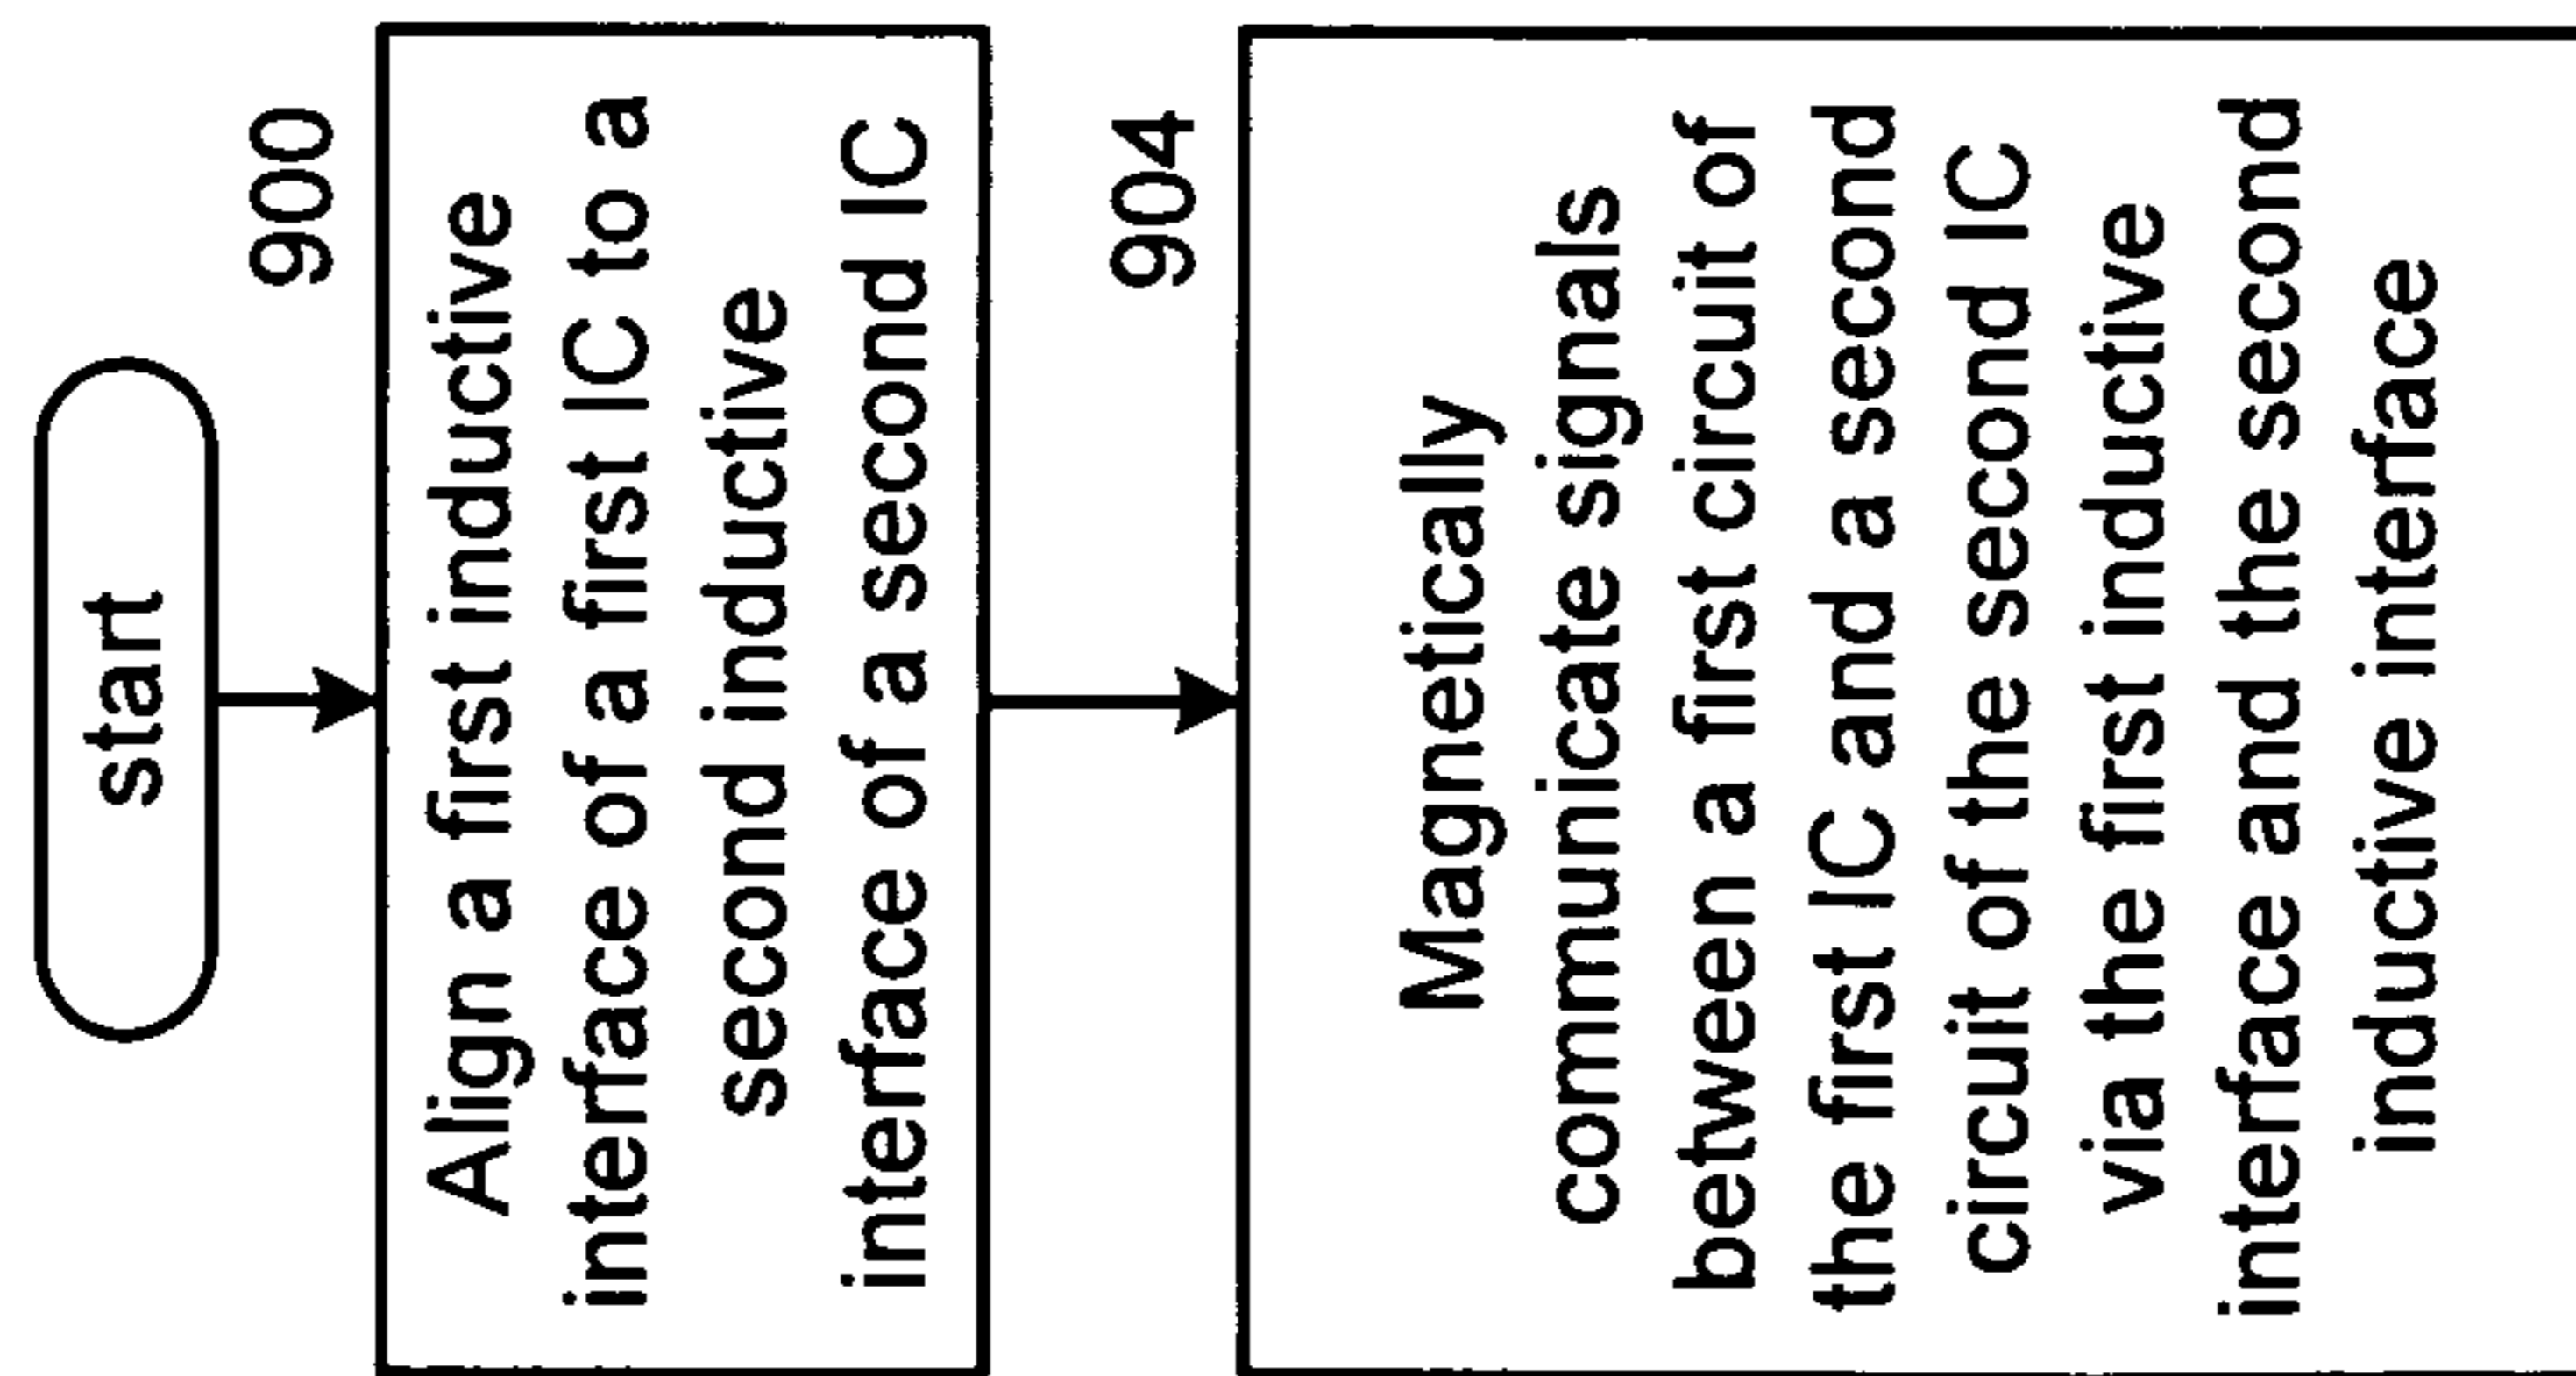 start
900
Align a first inductive
interface of a first IC to a
second inductive
interface of a second IC
904
Magnetically
communicate signals
between a first circuit of
the first IC and a second
circuit of the second IC
via the first inductive
interface and the second
inductive interface